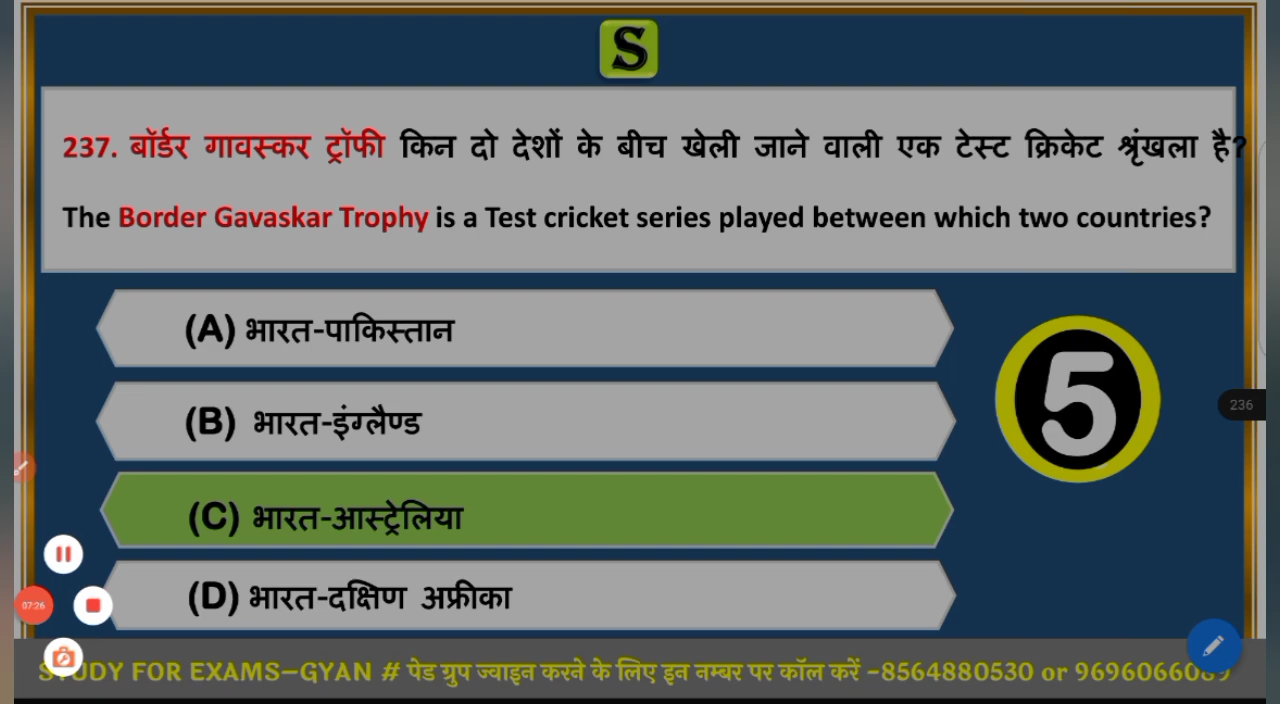 S
237. बॉर्डर गावस्कर ट्रॉफी किन दो देशों के बीच खेली जाने वाली एक टेस्ट क्रिकेट श्रृंखला है?
The Border Gavaskar Trophy is a Test cricket series played between which two countries?
(A) भारत-पाकिस्तान
(B) भारत-इंग्लैण्ड
5
236
(C) भारत-आस्ट्रेलिया
(D) भारत-दक्षिण अफ्रीका
07:26
STUDY FOR EXAMS–GYAN # पेड ग्रुप ज्वाइन करने के लिए इन नम्बर पर कॉल करें -8564880530 or